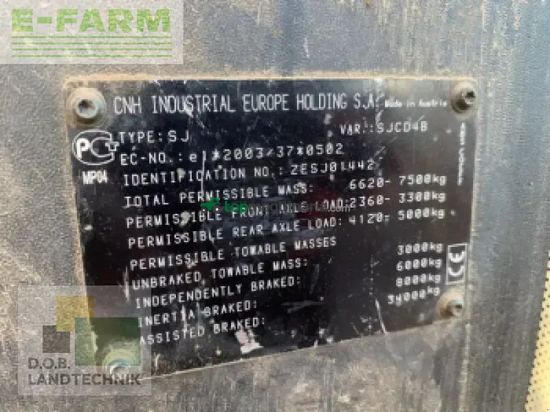 E-FARM
CNH INDUSTRIAL EUROPE HOLDING S.A. Made in Austria
TYPE: SJ VAR.: SJCD4B
EC-NO.: e1*2003/37*0502
MP04 IDENTIFICATION NO.: ZESJ01442
TOTAL PERMISSIBLE MASS: 6620- 7500kg
PERMISSIBLE FRONT AXLE LOAD: 2360- 3300kg
PERMISSIBLE REAR AXLE LOAD: 4120- 5000kg
PERMISSIBLE TOWABLE MASSES
UNBRAKED TOWABLE MASS: 3000kg
INDEPENDENTLY BRAKED: 6000kg
INERTIA BRAKED: 8000kg
ASSISTED BRAKED: 34000kg
CE
D.O.B.
LANDTECHNIK